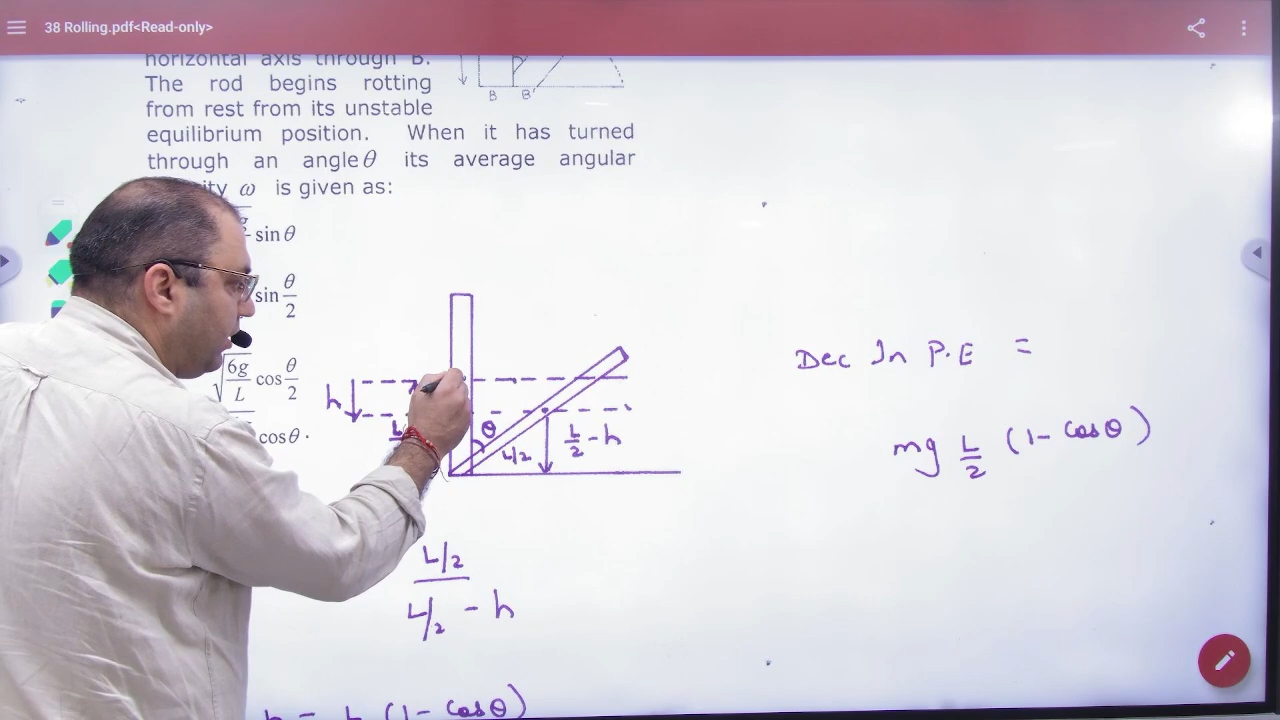 38 Rolling.pdf<Read-only>
horizontal axis through B.
The rod begins rotting
from rest from its unstable
equilibrium position. When it has turned
through an angle θ its average angular
ω is given as:
sin θ
sin θ/2
√(6g/L) cos θ/2
cos θ .
B B'
h
θ
L/2
L/2 - h
L/2
L/2 - h
h = L (1 - cos θ)
Dec In P.E =
mg L/2 (1 - cos θ)